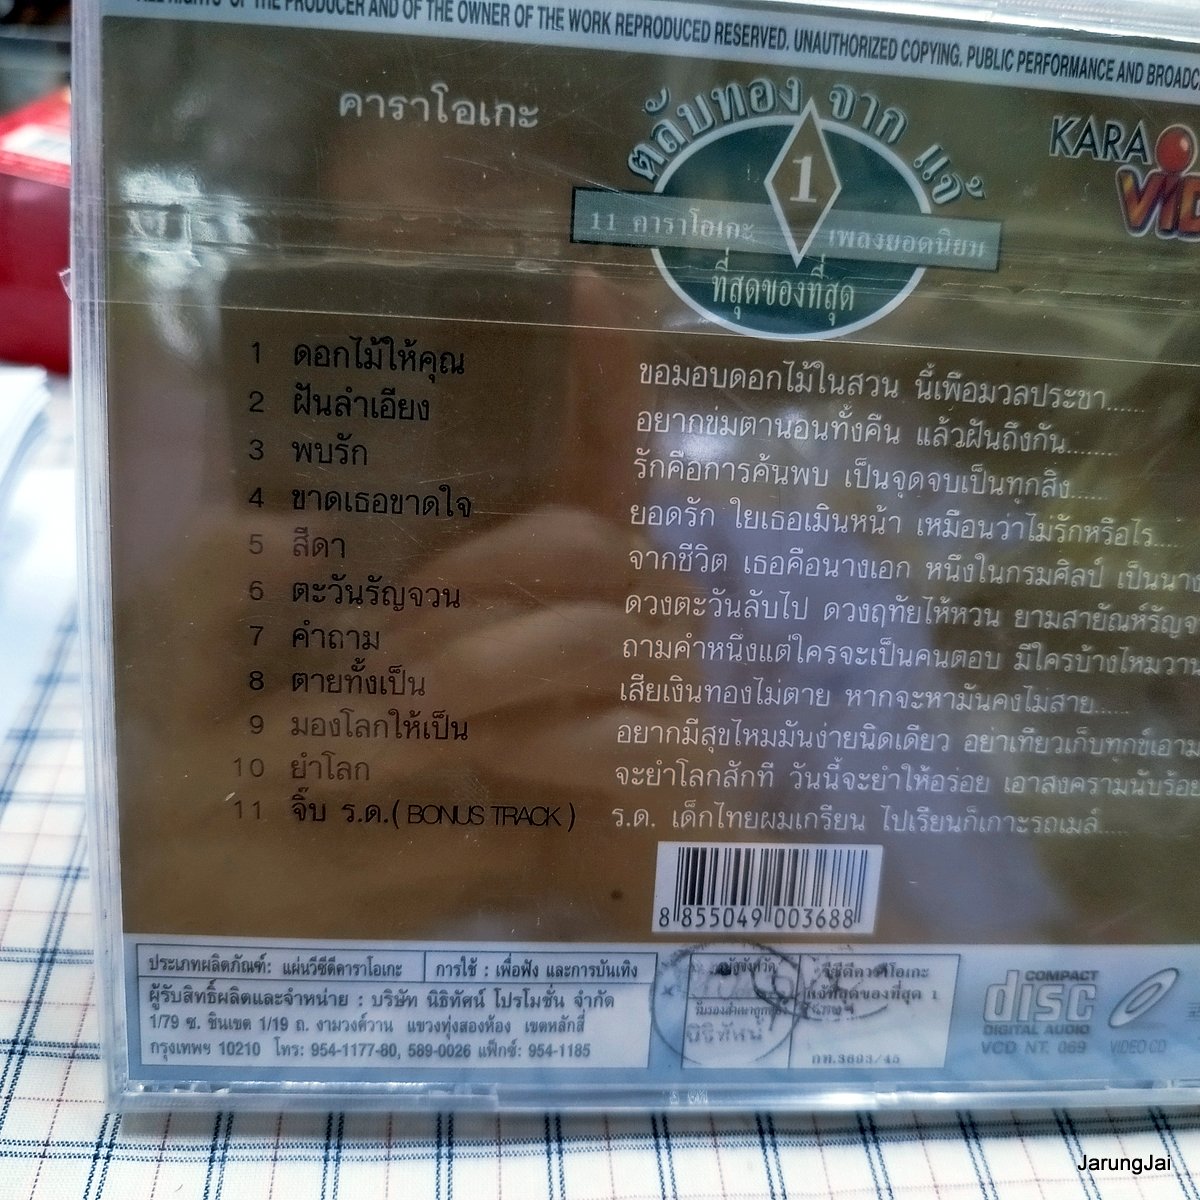 OF THE PRODUCER AND OF THE OWNER OF THE WORK REPRODUCED RESERVED. UNAUTHORIZED COPYING. PUBLIC PERFORMANCE AND BROADC
คาราโอเกะ
ตลับทอง จาก แจ้
1
KARA
11 คาราโอเกะ เพลงยอดนิยม
ที่สุดของที่สุด
1 ดอกไม้ให้คุณ ขอมอบดอกไม้ในสวน นี้เพื่อมวลประชา......
2 ฝันลำเอียง อยากข่มตานอนทั้งคืน แล้วฝันถึงกัน........
3 พบรัก รักคือการค้นพบ เป็นจุดจบเป็นทุกสิ่ง......
4 ขาดเธอขาดใจ ยอดรัก ใยเธอเมินหน้า เหมือนว่าไม่รักหรือไร....
5 สีดา จากชีวิต เธอคือนางเอก หนึ่งในกรมศิลป์ เป็นนา
6 ตะวันรัญจวน ดวงตะวันลับไป ดวงฤทัยไห้หวน ยามสายัณห์รัญจ
7 คำถาม ถามคำหนึ่งแต่ใครจะเป็นคนตอบ มีใครบ้างไหมวาน
8 ตายทั้งเป็น เสียเงินทองไม่ตาย หากจะหามันคงไม่สาย......
9 มองโลกให้เป็น อยากมีสุขไหมมันง่ายนิดเดียว อย่าเที่ยวเก็บทุกข์เอามา
10 ยำโลก จะยำโลกสักที วันนี้จะยำให้อร่อย เอาสงครามนับร้อย
11 จิ๊บ ร.ด.( BONUS TRACK ) ร.ด. เด็กไทยผมเกรียน ไปเรียนก็เกาะรถเมล์.....
8 855049 003688
ประเภทผลิตภัณฑ์: แผ่นวีซีดีคาราโอเกะ การใช้ : เพื่อฟัง และการบันเทิง
ผู้รับสิทธิ์ผลิตและจำหน่าย : บริษัท นิธิทัศน์ โปรโมชั่น จำกัด
1/79 ซ. ชินเขต 1/19 ถ. งามวงศ์วาน แขวงทุ่งสองห้อง เขตหลักสี่
กรุงเทพฯ 10210 โทร: 954-1177-80, 589-0026 แฟ็กซ์: 954-1185
นิธิทัศน์
กท.3693/45
COMPACT
disc
DIGITAL AUDIO
VCD NT. 069 VIDEO CD
JarungJai